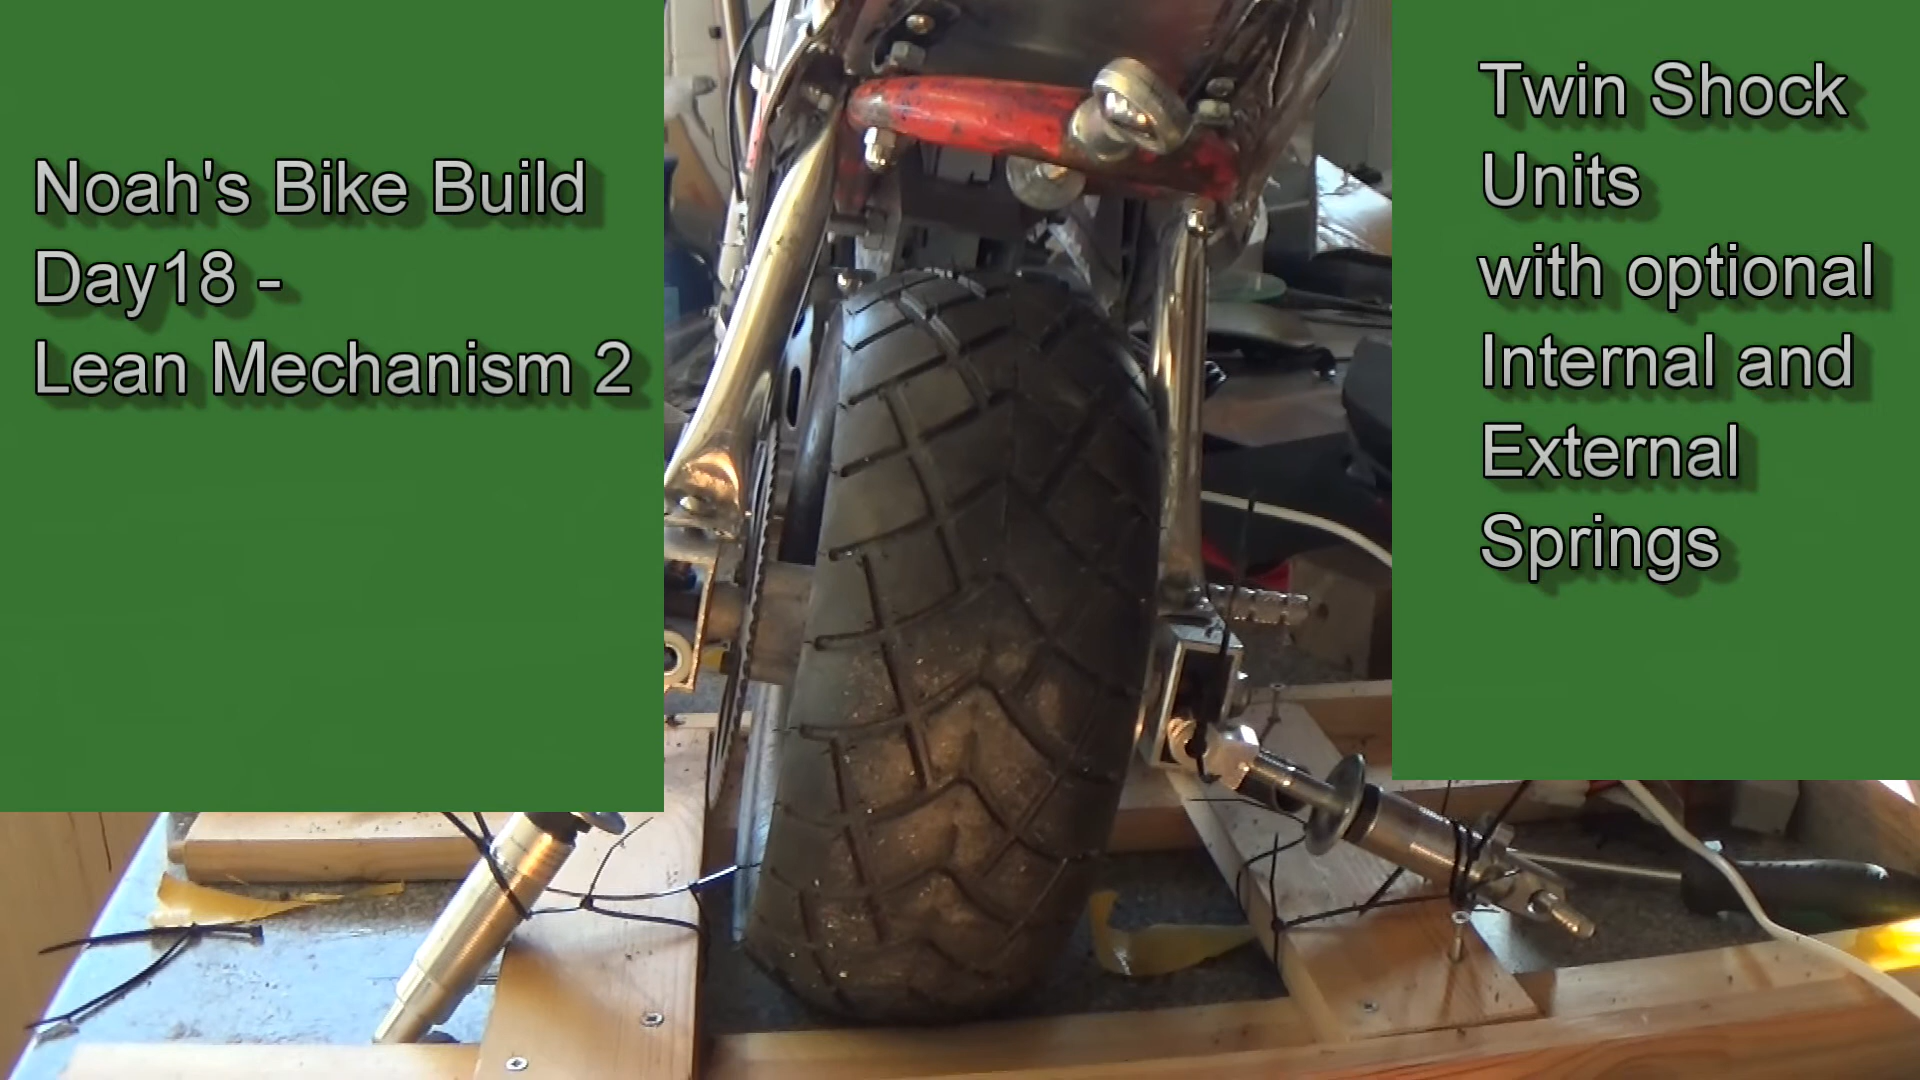 Noah's Bike Build
Day18 -
Lean Mechanism 2
Twin Shock
Units
with optional
Internal and
External
Springs